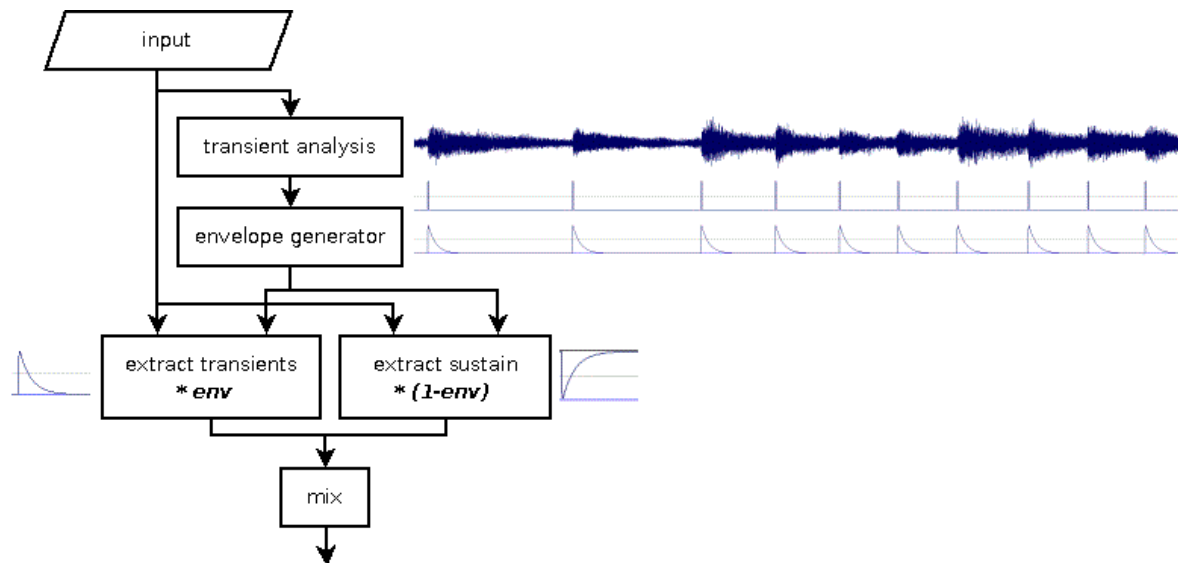 input
transient analysis
envelope generator
extract transients
* env
extract sustain
* (1-env)
mix